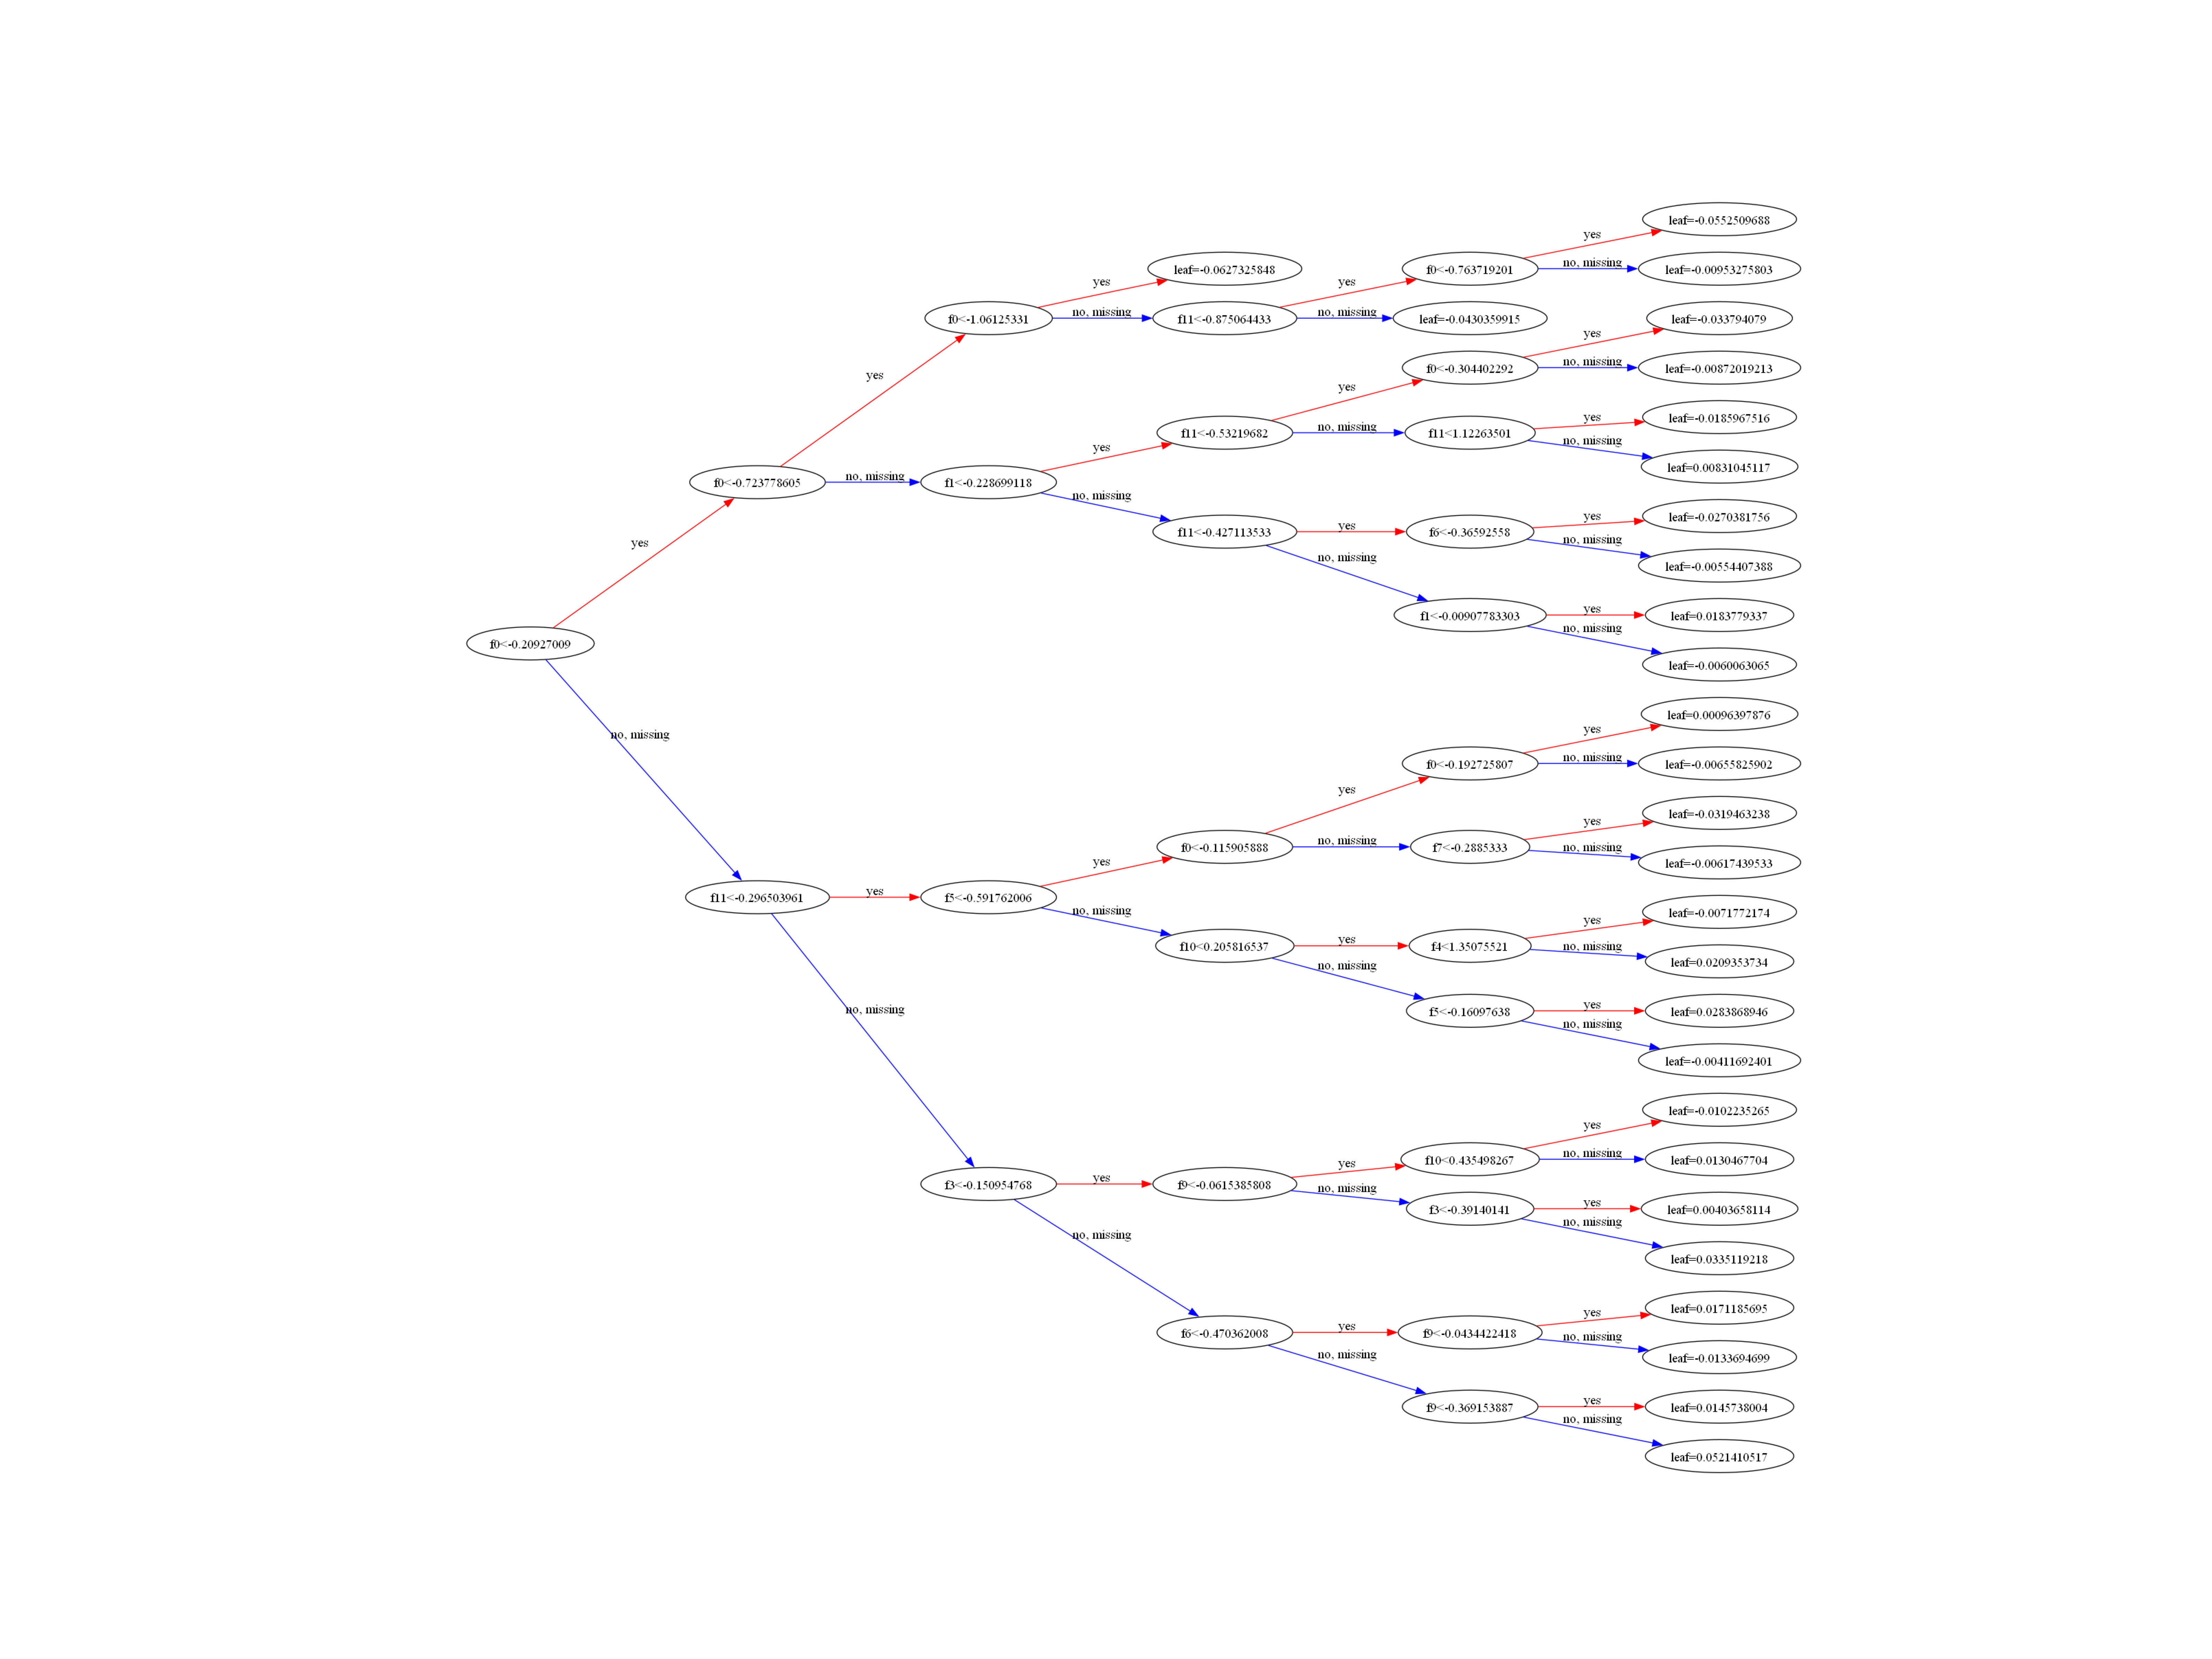 leaf=-0.0552509688
yes
leaf=-0.0627325848
f0<-0.763719201
no, missing
leaf=-0.00953275803
yes
yes
f0<-1.06125331
no, missing
f11<-0.875064433
no, missing
leaf=-0.0430359915
leaf=-0.033794079
yes
f0<-0.304402292
no, missing
leaf=-0.00872019213
yes
yes
leaf=-0.0185967516
yes
f11<-0.53219682
no, missing
f11<1.12263501
no, missing
yes
leaf=0.00831045117
f0<-0.723778605
no, missing
f1<-0.228699118
no, missing
leaf=-0.0270381756
yes
f11<-0.427113533
yes
f6<-0.36592558
no, missing
yes
no, missing
leaf=-0.00554407388
f1<-0.00907783303
yes
leaf=0.0183779337
no, missing
f0<-0.20927009
leaf=-0.0060063065
no, missing
leaf=0.00096397876
yes
f0<-0.192725807
no, missing
leaf=-0.00655825902
yes
leaf=-0.0319463238
yes
f0<-0.115905888
no, missing
f7<-0.2885333
no, missing
yes
leaf=-0.00617439533
f11<-0.296503961
yes
f5<-0.591762006
no, missing
leaf=-0.0071772174
yes
f10<0.205816537
yes
f4<1.35075521
no, missing
no, missing
leaf=0.0209353734
no, missing
f5<-0.16097638
yes
leaf=0.0283868946
no, missing
leaf=-0.00411692401
leaf=-0.0102235265
yes
f10<0.435498267
no, missing
leaf=0.0130467704
f3<-0.150954768
yes
f9<-0.0615385808
yes
no, missing
f3<-0.39140141
yes
leaf=0.00403658114
no, missing
no, missing
leaf=0.0335119218
leaf=0.0171185695
yes
f6<-0.470362008
yes
f9<-0.0434422418
no, missing
no, missing
leaf=-0.0133694699
f9<-0.369153887
yes
leaf=0.0145738004
no, missing
leaf=0.0521410517